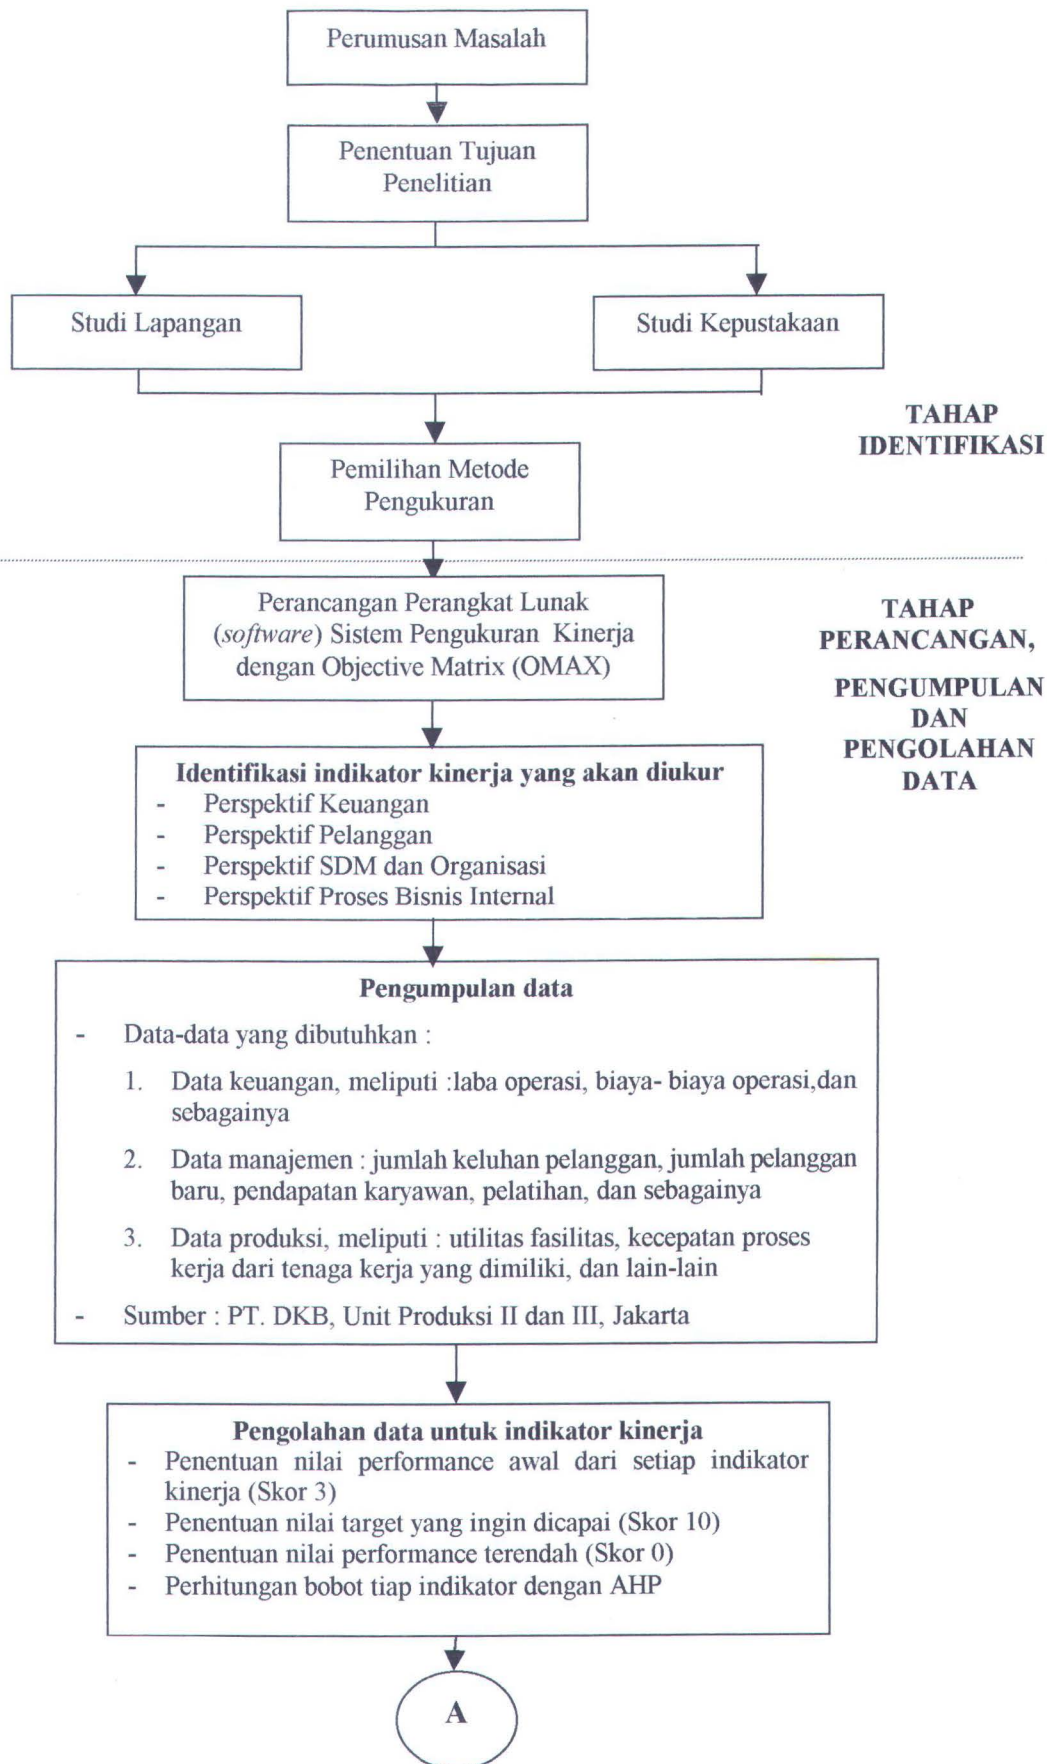 Perumusan Masalah
Penentuan Tujuan
Penelitian
Studi Lapangan
Studi Kepustakaan
TAHAP
IDENTIFIKASI
Pemilihan Metode
Pengukuran
Perancangan Perangkat Lunak
(software) Sistem Pengukuran Kinerja
dengan Objective Matrix (OMAX)
TAHAP
PERANCANGAN,
PENGUMPULAN
DAN
PENGOLAHAN
DATA
Identifikasi indikator kinerja yang akan diukur
- Perspektif Keuangan
- Perspektif Pelanggan
- Perspektif SDM dan Organisasi
- Perspektif Proses Bisnis Internal
Pengumpulan data
- Data-data yang dibutuhkan :
1. Data keuangan, meliputi :laba operasi, biaya- biaya operasi,dan
sebagainya
2. Data manajemen : jumlah keluhan pelanggan, jumlah pelanggan
baru, pendapatan karyawan, pelatihan, dan sebagainya
3. Data produksi, meliputi : utilitas fasilitas, kecepatan proses
kerja dari tenaga kerja yang dimiliki, dan lain-lain
- Sumber : PT. DKB, Unit Produksi II dan III, Jakarta
Pengolahan data untuk indikator kinerja
- Penentuan nilai performance awal dari setiap indikator
kinerja (Skor 3)
- Penentuan nilai target yang ingin dicapai (Skor 10)
- Penentuan nilai performance terendah (Skor 0)
- Perhitungan bobot tiap indikator dengan AHP
A